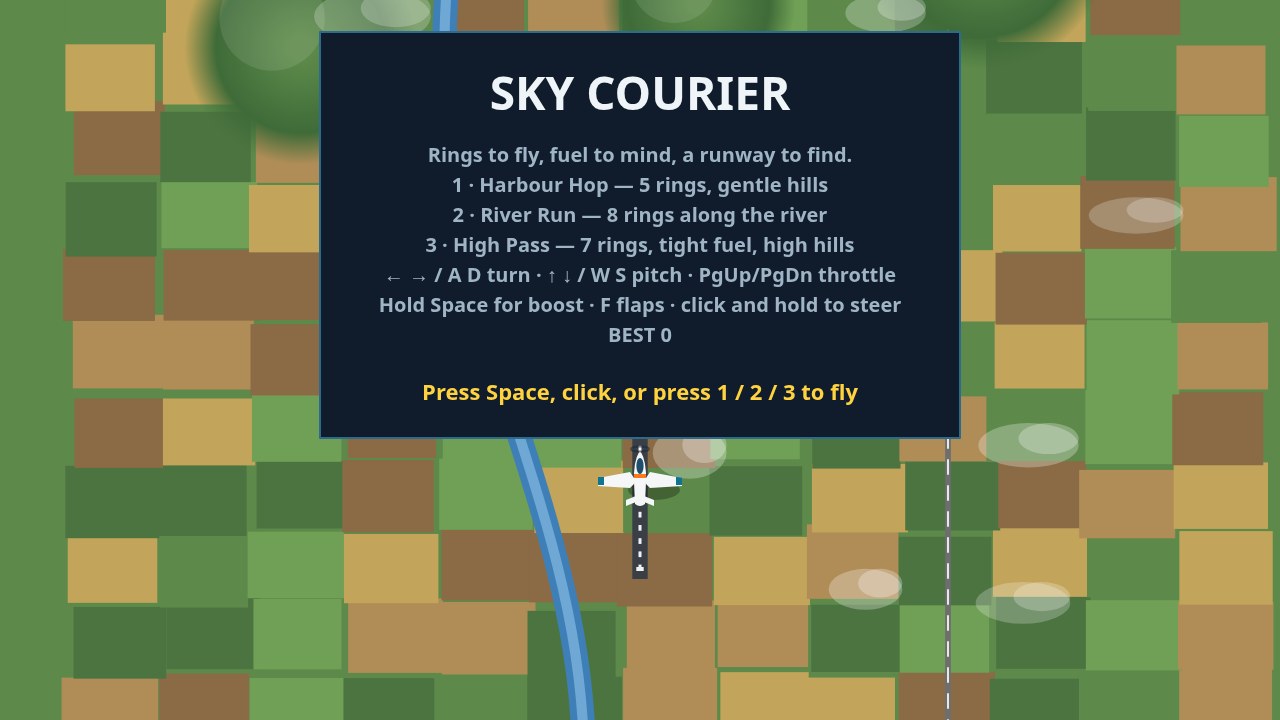 SKY COURIER
Rings to fly, fuel to mind, a runway to find.
1 · Harbour Hop — 5 rings, gentle hills
2 · River Run — 8 rings along the river
3 · High Pass — 7 rings, tight fuel, high hills
← → / A D turn · ↑ ↓ / W S pitch · PgUp/PgDn throttle
Hold Space for boost · F flaps · click and hold to steer
BEST 0
Press Space, click, or press 1 / 2 / 3 to fly